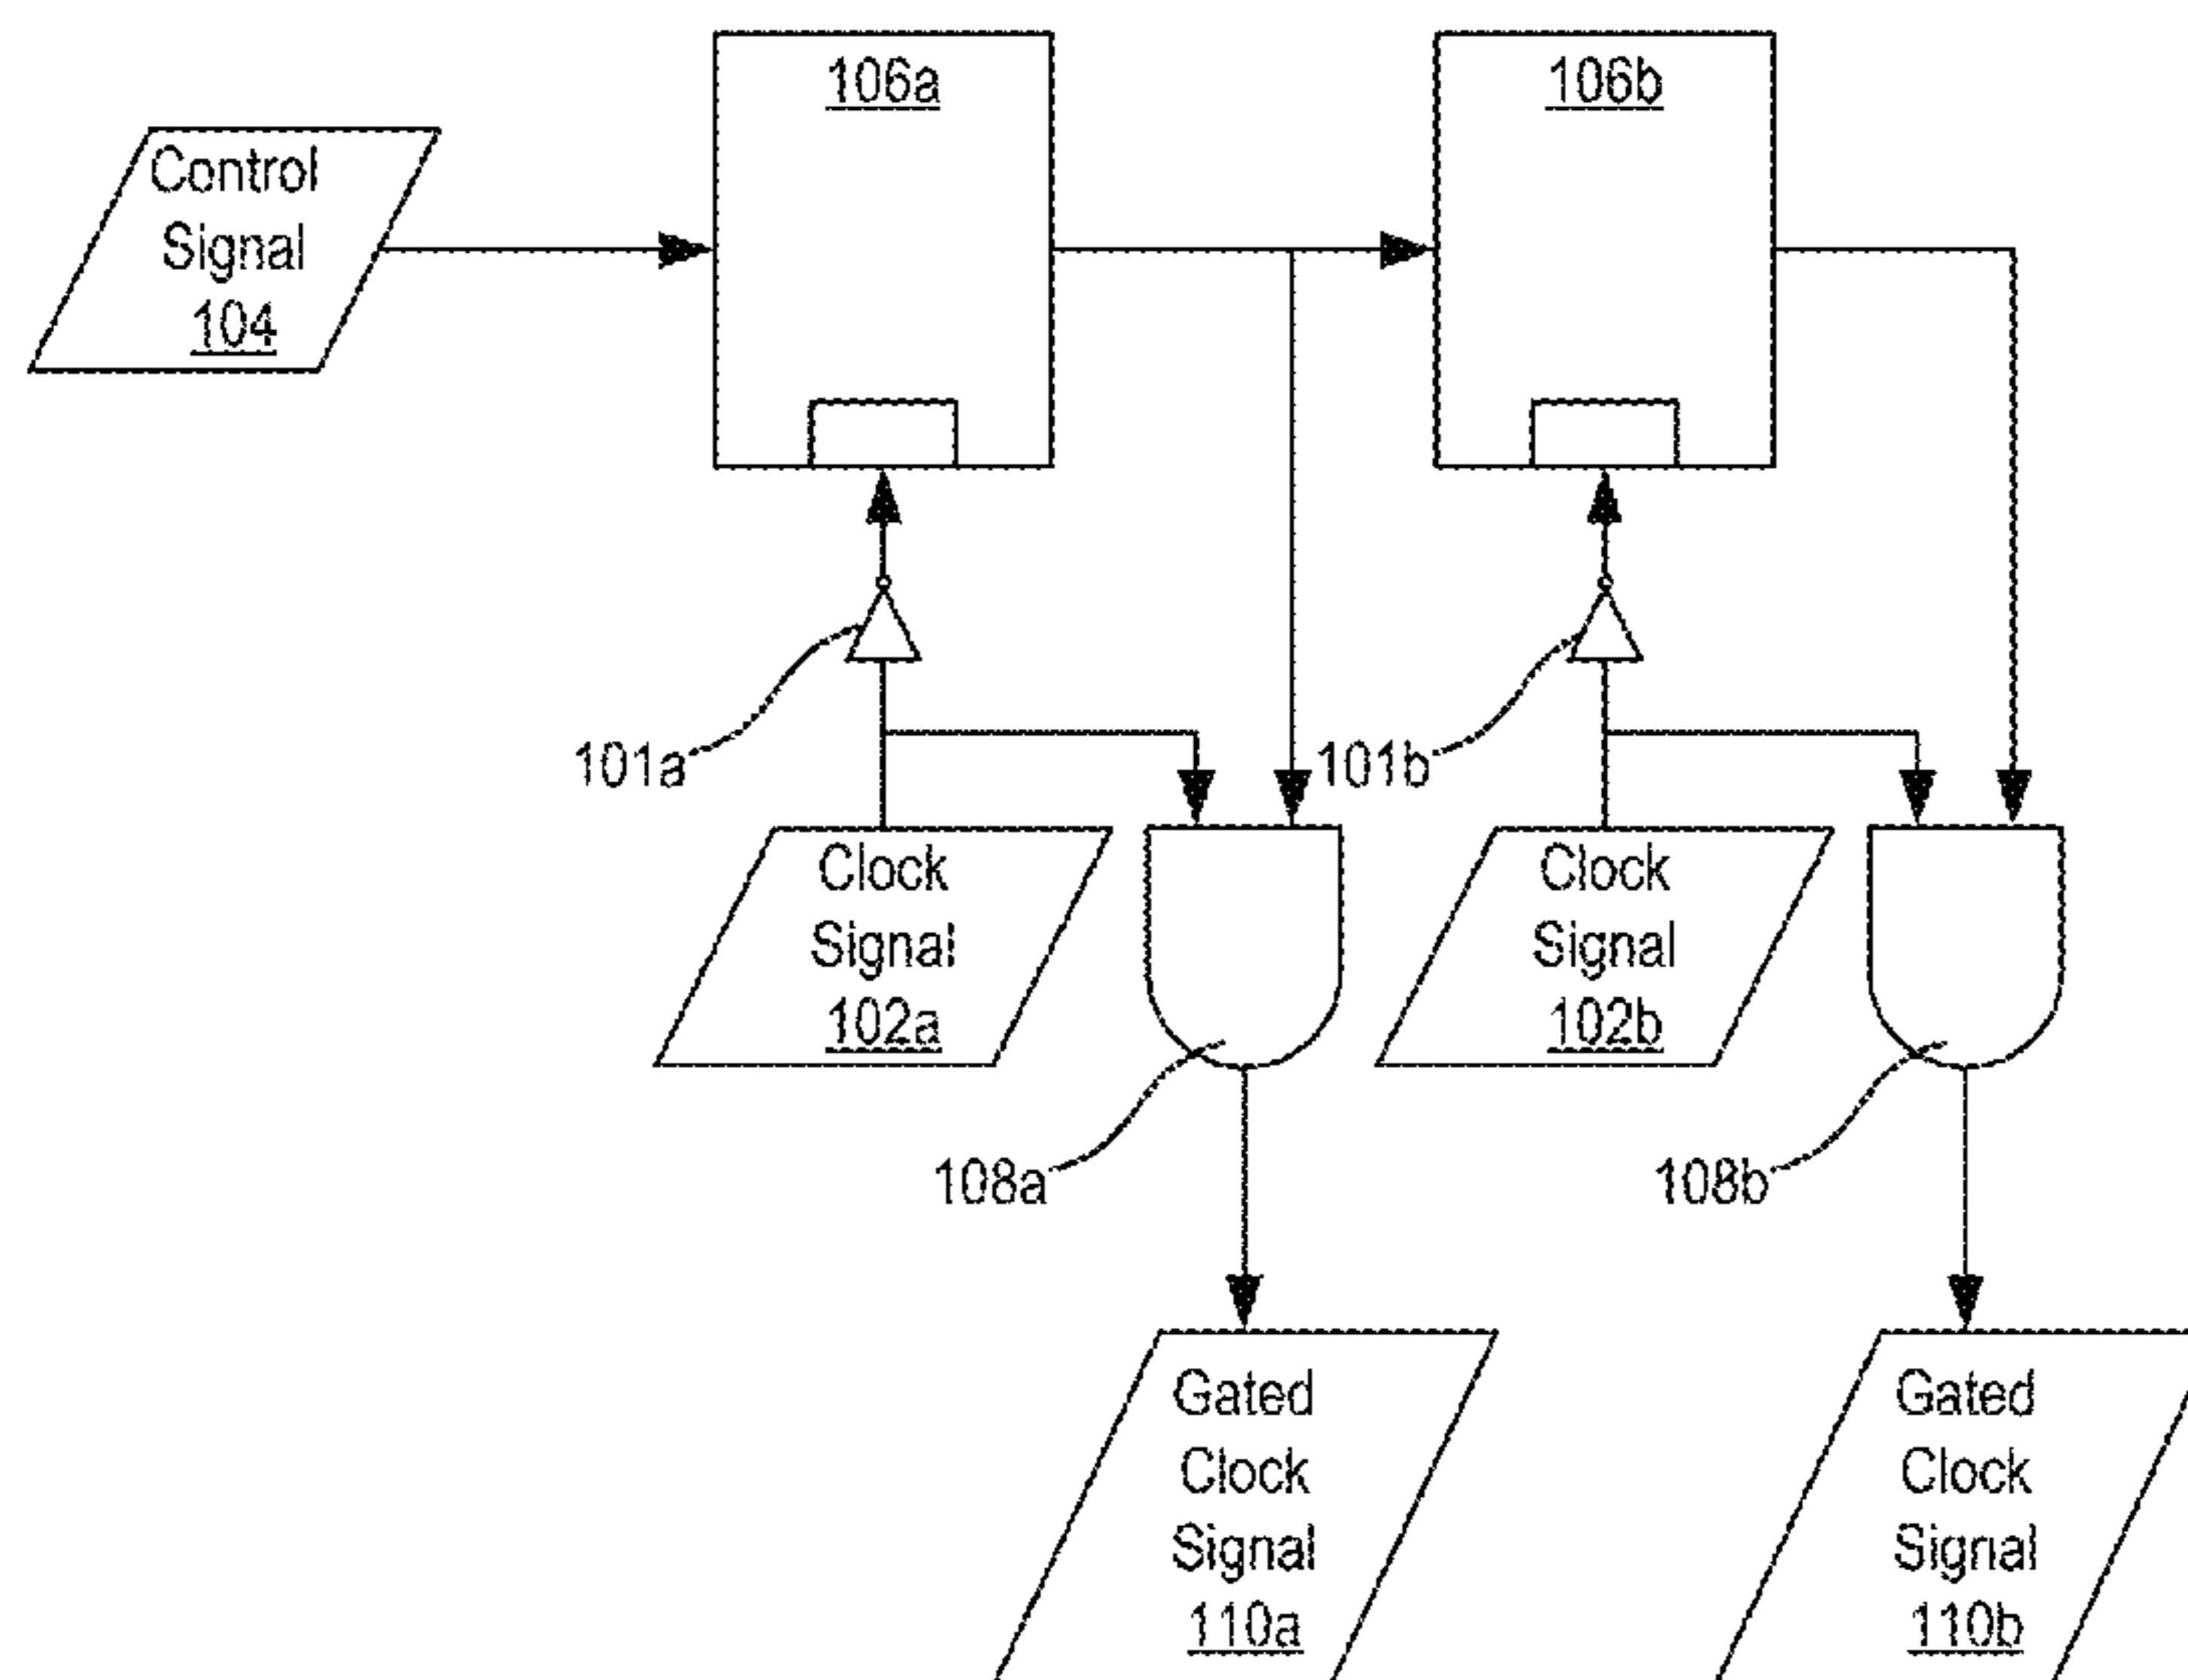 106a
106b
Control
Signal
104
101a
101b
Clock
Signal
102a
Clock
Signal
102b
108a
108b
Gated
Clock
Signal
110a
Gated
Clock
Signal
110b